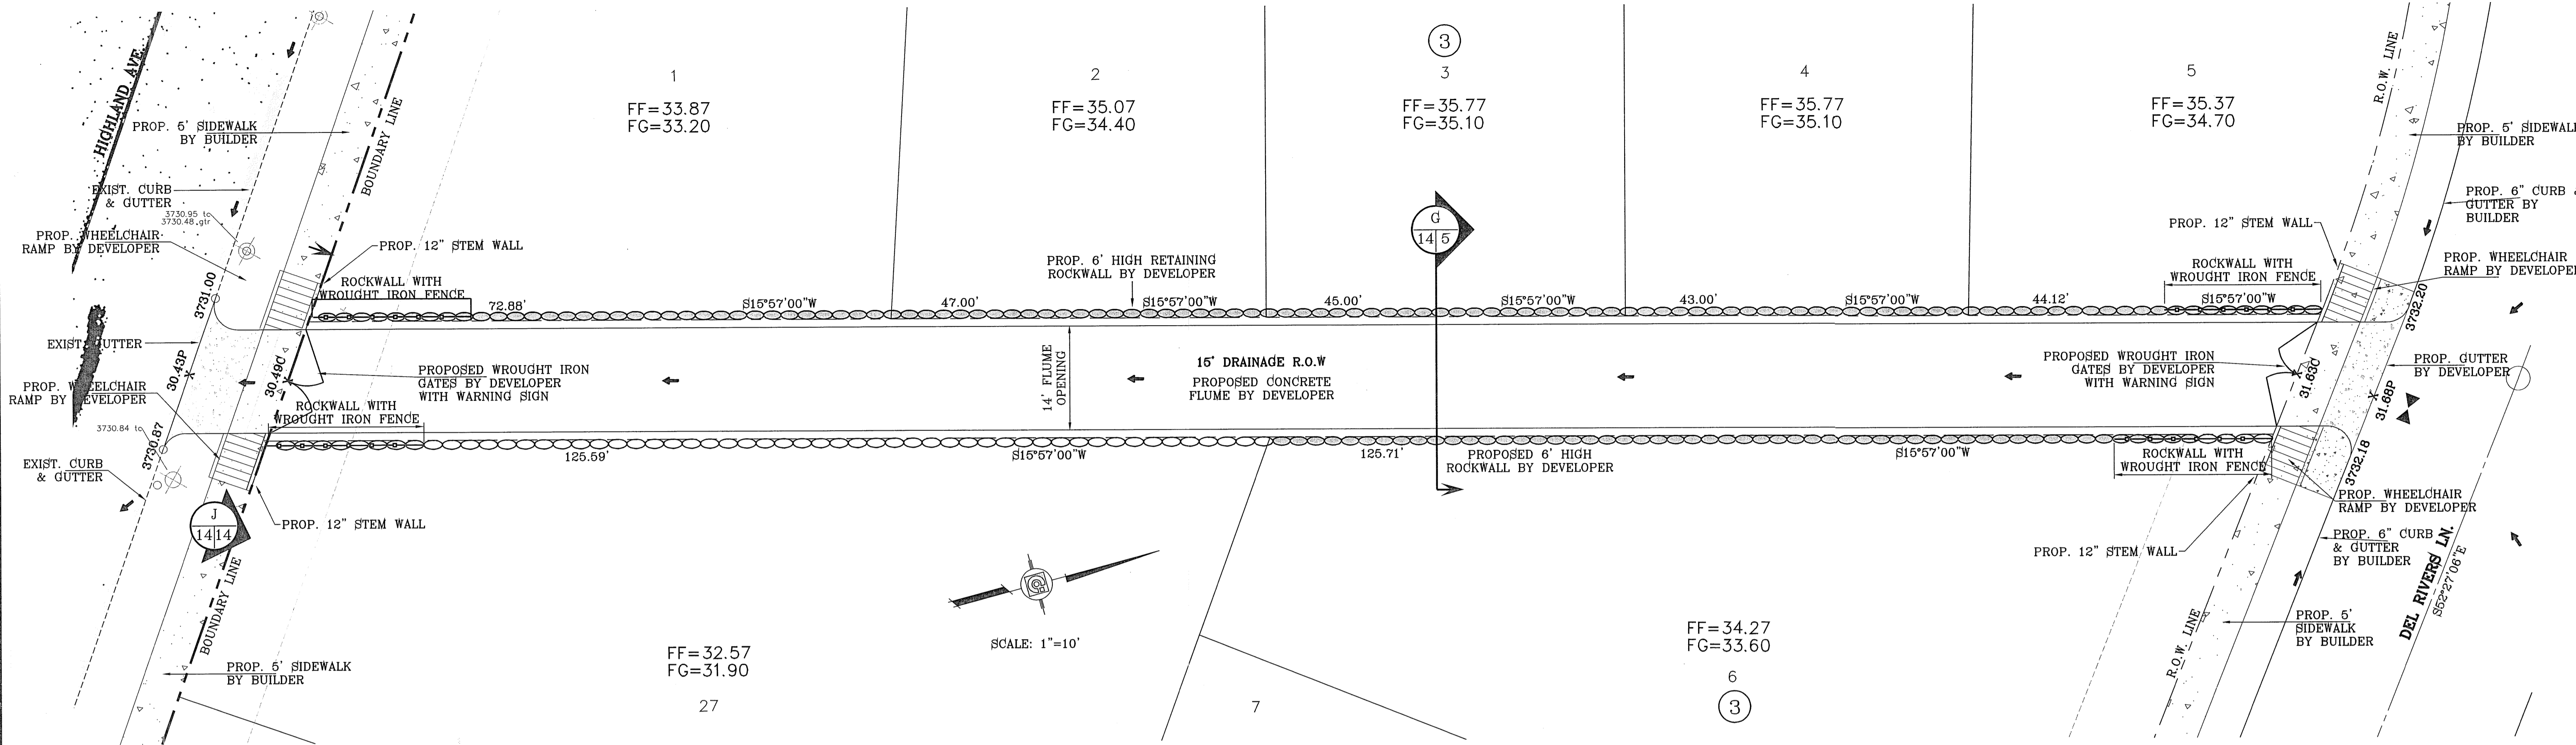 HIGHLAND AVE.
PROP. 5' SIDEWALK
BY BUILDER
EXIST. CURB
& GUTTER
3730.95 tc
3730.48 gtr
PROP. WHEELCHAIR
RAMP BY DEVELOPER
3731.00
EXIST. GUTTER
30.43P
30.49C
PROP. WHEELCHAIR
RAMP BY DEVELOPER
3730.84 tc
3730.87
EXIST. CURB
& GUTTER
J
14 14
BOUNDARY LINE
PROP. 5' SIDEWALK
BY BUILDER
BOUNDARY LINE
PROP. 12" STEM WALL
ROCKWALL WITH
WROUGHT IRON FENCE
PROPOSED WROUGHT IRON
GATES BY DEVELOPER
WITH WARNING SIGN
ROCKWALL WITH
WROUGHT IRON FENCE
PROP. 12" STEM WALL
1
FF=33.87
FG=33.20
2
FF=35.07
FG=34.40
3
3
FF=35.77
FG=35.10
4
FF=35.77
FG=35.10
5
FF=35.37
FG=34.70
G
14 5
PROP. 6' HIGH RETAINING
ROCKWALL BY DEVELOPER
72.88'
S15°57'00"W
47.00'
S15°57'00"W
45.00'
S15°57'00"W
43.00'
S15°57'00"W
44.12'
S15°57'00"W
14' FLUME
OPENING
15' DRAINAGE R.O.W
PROPOSED CONCRETE
FLUME BY DEVELOPER
125.59'
S15°57'00"W
125.71'
PROPOSED 6' HIGH
ROCKWALL BY DEVELOPER
S15°57'00"W
SCALE: 1"=10'
FF=32.57
FG=31.90
27
7
FF=34.27
FG=33.60
6
3
R.O.W. LINE
PROP. 5' SIDEWALK
BY BUILDER
PROP. 6" CURB &
GUTTER BY
BUILDER
PROP. 12" STEM WALL
PROP. WHEELCHAIR
RAMP BY DEVELOPER
ROCKWALL WITH
WROUGHT IRON FENCE
3732.20
PROPOSED WROUGHT IRON
GATES BY DEVELOPER
WITH WARNING SIGN
31.63C
PROP. GUTTER
BY DEVELOPER
31.68P
3732.18
ROCKWALL WITH
WROUGHT IRON FENCE
PROP. WHEELCHAIR
RAMP BY DEVELOPER
PROP. 12" STEM WALL
PROP. 6" CURB
& GUTTER
BY BUILDER
DEL RIVERS LN.
S52°27'06"E
PROP. 5'
SIDEWALK
BY BUILDER
R.O.W. LINE